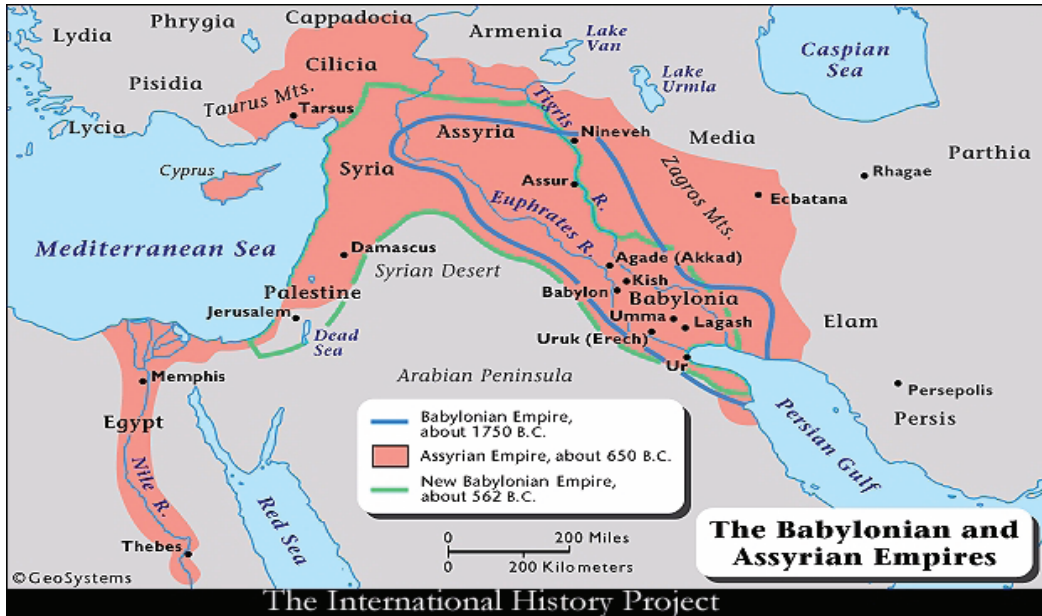 Phrygia
Cappadocia
Lydia
Armenia
Lake
Van
Caspian
Sea
Pisidia
Cilicia
Lake
Urmla
Taurus Mts.
Tarsus
Tigris
Lycia
Assyria
Nineveh
Media
Parthia
Cyprus
Syria
Assur
Zagros Mts.
Rhagae
Ecbatana
Euphrates R.
R.
Mediterranean Sea
Damascus
Syrian Desert
Agade (Akkad)
Kish
Babylon
Babylonia
Palestine
Jerusalem
Umma
Lagash
Elam
Dead
Sea
Uruk (Erech)
Ur
Memphis
Arabian Peninsula
Persepolis
Persis
Egypt
Persian Gulf
Nile R.
Red Sea
Thebes
Babylonian Empire,
about 1750 B.C.
Assyrian Empire, about 650 B.C.
New Babylonian Empire,
about 562 B.C.
0 200 Miles
0 200 Kilometers
The Babylonian and
Assyrian Empires
©GeoSystems
The International History Project